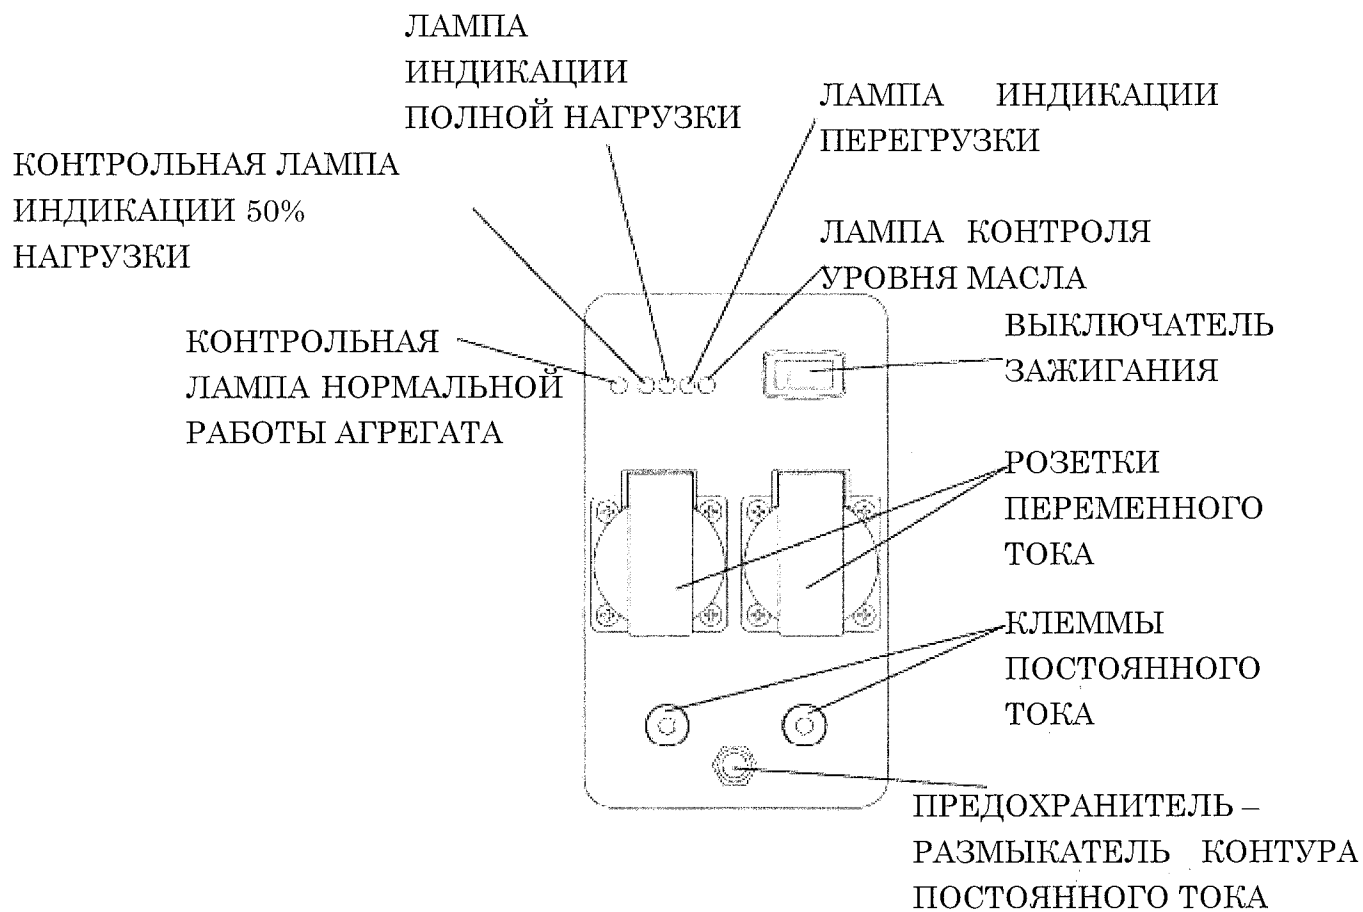 ЛАМПА
ИНДИКАЦИИ
ПОЛНОЙ НАГРУЗКИ
ЛАМПА ИНДИКАЦИИ
ПЕРЕГРУЗКИ
КОНТРОЛЬНАЯ ЛАМПА
ИНДИКАЦИИ 50%
НАГРУЗКИ
ЛАМПА КОНТРОЛЯ
УРОВНЯ МАСЛА
КОНТРОЛЬНАЯ
ЛАМПА НОРМАЛЬНОЙ
РАБОТЫ АГРЕГАТА
ВЫКЛЮЧАТЕЛЬ
ЗАЖИГАНИЯ
РОЗЕТКИ
ПЕРЕМЕННОГО
ТОКА
КЛЕММЫ
ПОСТОЯННОГО
ТОКА
ПРЕДОХРАНИТЕЛЬ –
РАЗМЫКАТЕЛЬ КОНТУРА
ПОСТОЯННОГО ТОКА